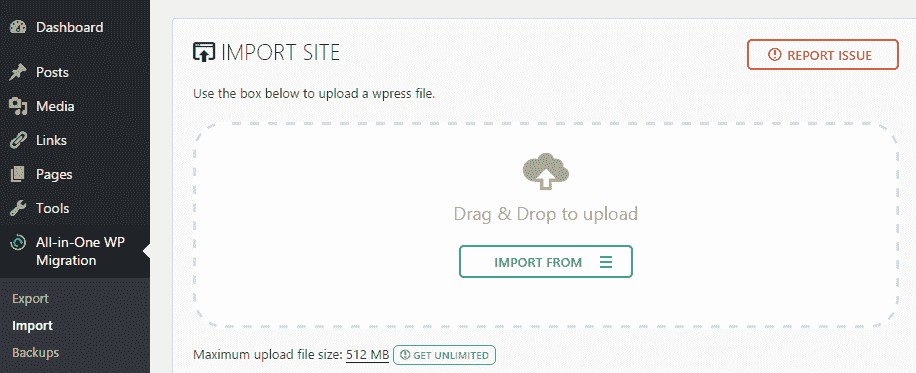 Dashboard
Posts
Media
Links
Pages
Tools
All-in-One WP
Migration
Export
Import
Backups
IMPORT SITE
REPORT ISSUE
Use the box below to upload a wpress file.
Drag & Drop to upload
IMPORT FROM
Maximum upload file size: 512 MB GET UNLIMITED